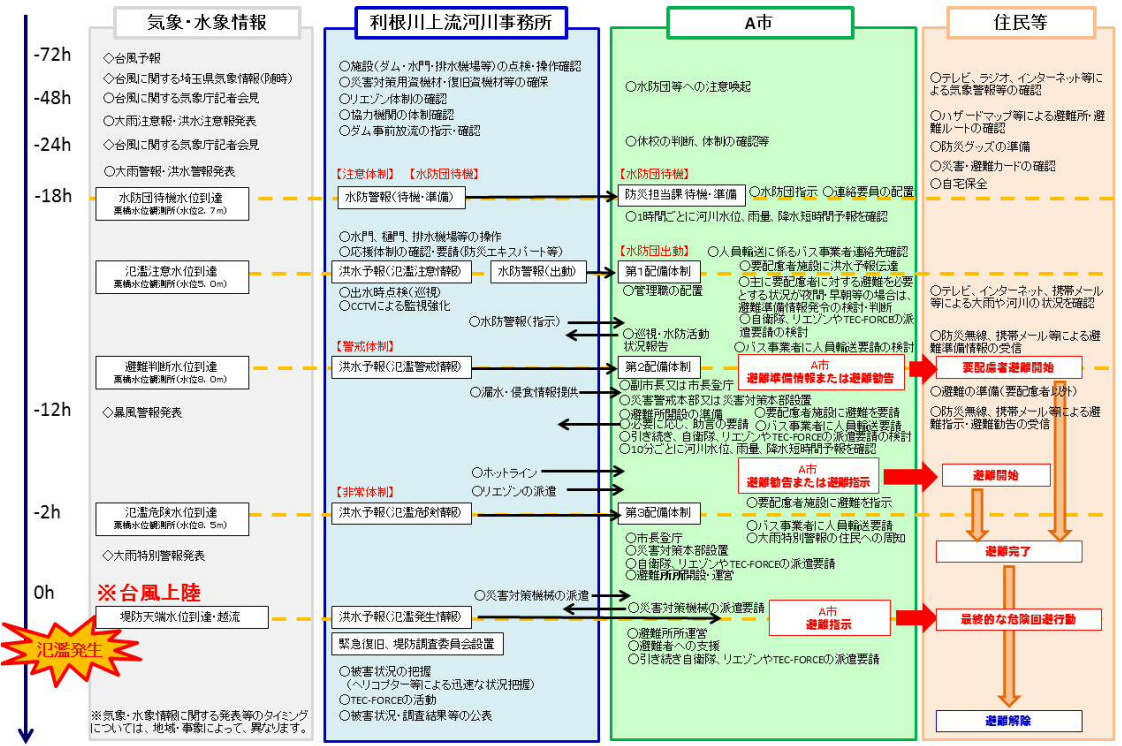 気象・水象情報
利根川上流河川事務所
A市
住民等
-72h
-48h
-24h
-18h
-12h
-2h
0h
氾濫発生
◇台風予報
◇台風に関する埼玉県気象情報(随時)
◇台風に関する気象庁記者会見
◇大雨注意報・洪水注意報発表
◇台風に関する気象庁記者会見
◇大雨警報・洪水警報発表
水防団待機水位到達
栗橋水位観測所(水位2.7m)
氾濫注意水位到達
栗橋水位観測所(水位5.0m)
避難判断水位到達
栗橋水位観測所(水位8.0m)
◇暴風警報発表
氾濫危険水位到達
栗橋水位観測所(水位8.5m)
◇大雨特別警報発表
※台風上陸
堤防天端水位到達・越流
※気象・水象情報に関する発表等のタイミング
については、地域・事象によって、異なります。
○施設(ダム・水門・排水機場等)の点検・操作確認
○災害対策用資機材・復旧資機材等の確保
○リエゾン体制の確認
○協力機関の体制確認
○ダム事前放流の指示・確認
【注意体制】 【水防団待機】
水防警報(待機・準備)
○水門、樋門、排水機場等の操作
○応援体制の確認・要請(防災エキスパート等)
洪水予報(氾濫注意情報)
水防警報(出動)
○出水時点検(巡視)
○CCTVによる監視強化
○水防警報(指示)
【警戒体制】
洪水予報(氾濫警戒情報)
○漏水・侵食情報提供
○ホットライン
○リエゾンの派遣
【非常体制】
洪水予報(氾濫危険情報)
○災害対策機械の派遣
洪水予報(氾濫発生情報)
緊急復旧、堤防調査委員会設置
○被害状況の把握
（ヘリコプター等による迅速な状況把握）
○TEC-FORCEの活動
○被害状況・調査結果等の公表
○水防団等への注意喚起
○休校の判断、体制の確認等
【水防団待機】
防災担当課待機・準備
○水防団指示 ○連絡要員の配置
○1時間ごとに河川水位、雨量、降水短時間予報を確認
【水防団出動】
○人員輸送に係るバス事業者連絡先確認
第1配備体制
○管理職の配置
○要配慮者施設に洪水予報伝達
○主に要配慮者に対する避難を必要
とする状況が夜間・早朝等の場合は、
避難準備情報発令の検討・判断
○自衛隊、リエゾンやTEC-FORCEの派
遣要請の検討
○巡視・水防活動
状況報告
○バス事業者に人員輸送要請の検討
第2配備体制
A市
避難準備情報または避難勧告
○副市長又は市長登庁
○災害警戒本部又は災害対策本部設置
○避難所開設の準備
○要配慮者施設に避難を要請
○必要に応じ、助言の要請
○バス事業者に人員輸送要請
○引き続き、自衛隊、リエゾンやTEC-FORCEの派遣要請の検討
○10分ごとに河川水位、雨量、降水短時間予報を確認
A市
避難勧告または避難指示
○要配慮者施設に避難を指示
第3配備体制
○バス事業者に人員輸送要請
○大雨特別警報の住民への周知
○市長登庁
○災害対策本部設置
○自衛隊、リエゾンやTEC-FORCEの派遣要請
○避難所所開設・運営
○災害対策機械の派遣要請
A市
避難指示
○避難所所運営
○避難者への支援
○引き続き自衛隊、リエゾンやTEC-FORCEの派遣要請
○テレビ、ラジオ、インターネット等に
よる気象警報等の確認
○ハザードマップ等による避難所・避
難ルートの確認
○防災グッズの準備
○災害・避難カードの確認
○自宅保全
○テレビ、インターネット、携帯メール
等による大雨や河川の状況を確認
○防災無線、携帯メール等による避
難準備情報の受信
要配慮者避難開始
○避難の準備(要配慮者以外)
○防災無線、携帯メール等による避
難指示・避難勧告の受信
避難開始
避難完了
最終的な危険回避行動
避難解除